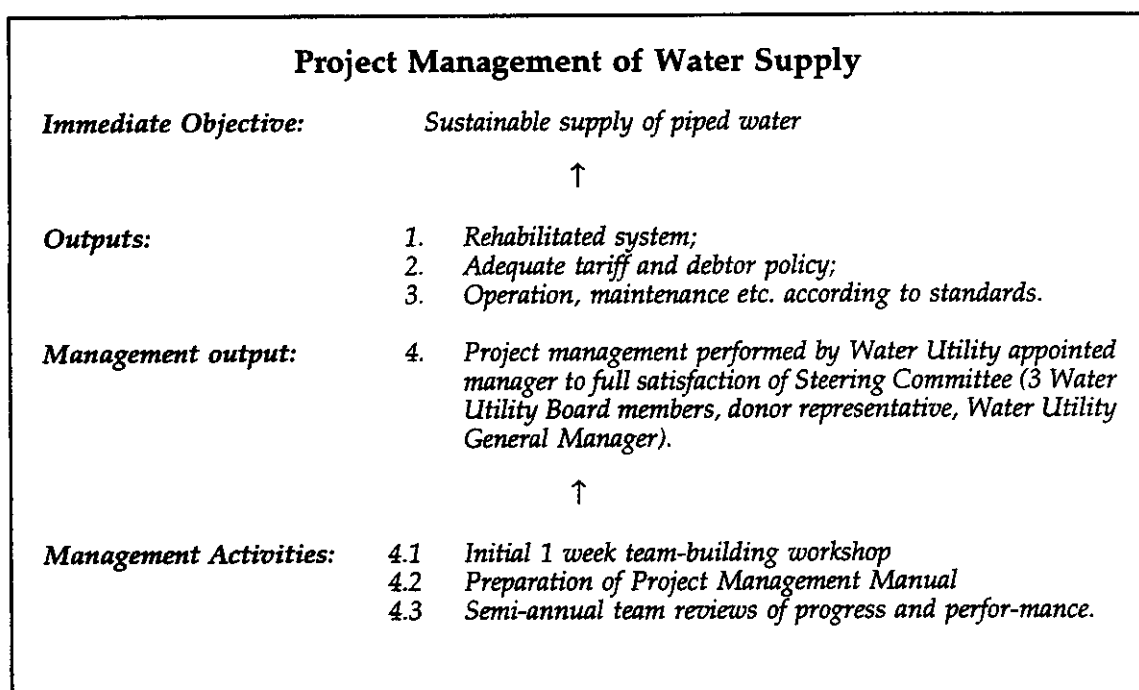 Project Management of Water Supply
Immediate Objective: Sustainable supply of piped water
↑
Outputs: 1. Rehabilitated system;
2. Adequate tariff and debtor policy;
3. Operation, maintenance etc. according to standards.
Management output: 4. Project management performed by Water Utility appointed
manager to full satisfaction of Steering Committee (3 Water
Utility Board members, donor representative, Water Utility
General Manager).
↑
Management Activities: 4.1 Initial 1 week team-building workshop
4.2 Preparation of Project Management Manual
4.3 Semi-annual team reviews of progress and perfor-mance.